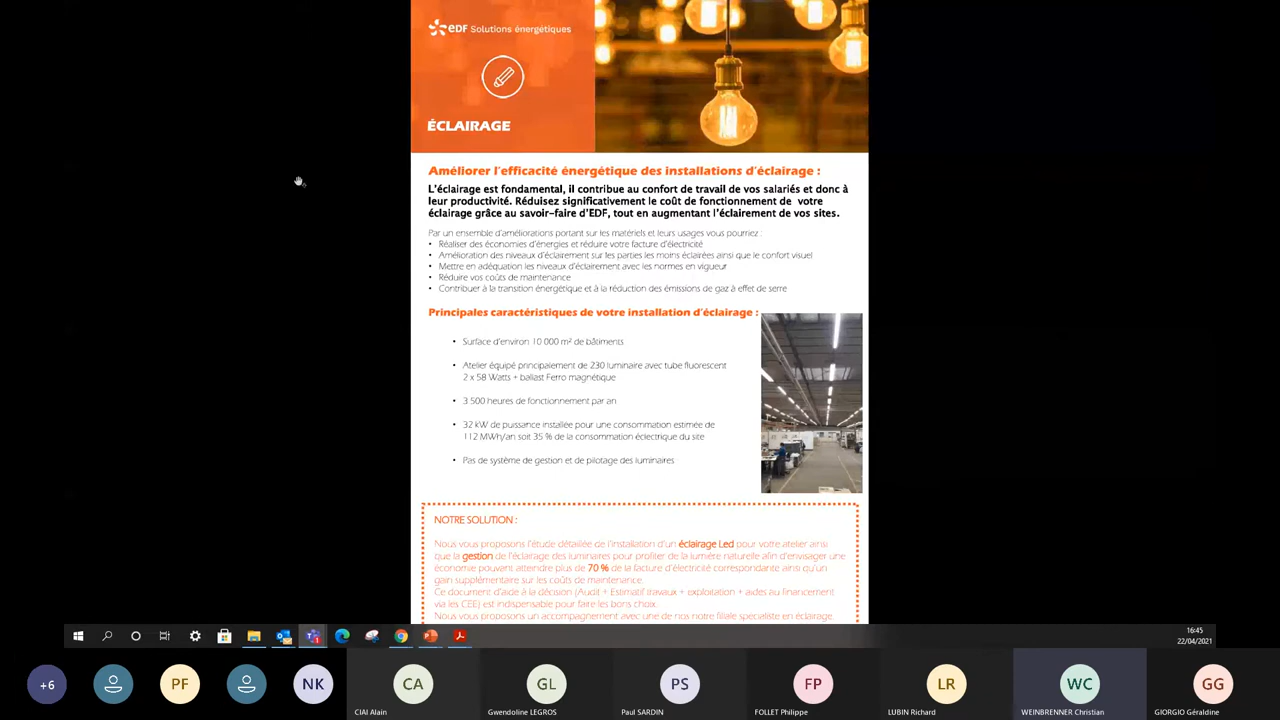 eDF Solutions énergétiques
ÉCLAIRAGE
Améliorer l'efficacité énergétique des installations d'éclairage :
L'éclairage est fondamental, il contribue au confort de travail de vos salariés et donc à
leur productivité. Réduisez significativement le coût de fonctionnement de votre
éclairage grâce au savoir-faire d'EDF, tout en augmentant l'éclairement de vos sites.
Par un ensemble d'améliorations portant sur les matériels et leurs usages vous pourriez :
• Réaliser des économies d'énergies et réduire votre facture d'électricité
• Amélioration des niveaux d'éclairement sur les parties les moins éclairées ainsi que le confort visuel
• Mettre en adéquation les niveaux d'éclairement avec les normes en vigueur
• Réduire vos coûts de maintenance
• Contribuer à la transition énergétique et à la réduction des émissions de gaz à effet de serre
Principales caractéristiques de votre installation d'éclairage :
• Surface d'environ 10 000 m² de bâtiments
• Atelier équipé principalement de 230 luminaire avec tube fluorescent
2 x 58 Watts + ballast Ferro magnétique
• 3 500 heures de fonctionnement par an
• 32 kW de puissance installée pour une consommation estimée de
112 MWh/an soit 35 % de la consommation éclectrique du site
• Pas de système de gestion et de pilotage des luminaires
NOTRE SOLUTION :
Nous vous proposons l'étude détaillée de l'installation d'un éclairage Led pour votre atelier ainsi
que la gestion de l'éclairage des luminaires pour profiter de la lumière naturelle afin d'envisager une
économie pouvant atteindre plus de 70 % de la facture d'électricité correspondante ainsi qu'un
gain supplémentaire sur les coûts de maintenance.
Ce document d'aide à la décision (Audit + Estimatif travaux + exploitation + aides au financement
via les CEE) est indispensable pour faire les bons choix.
Nous vous proposons un accompagnement avec une de nos notre filiale spécialiste en éclairage
16:45
22/04/2021
+6
PF
NK
CA
GL
PS
FP
LR
WC
GG
CIAI Alain
Gwendoline LEGROS
Paul SARDIN
FOLLET Philippe
LUBIN Richard
WEINBRENNER Christian
GIORGIO Géraldine